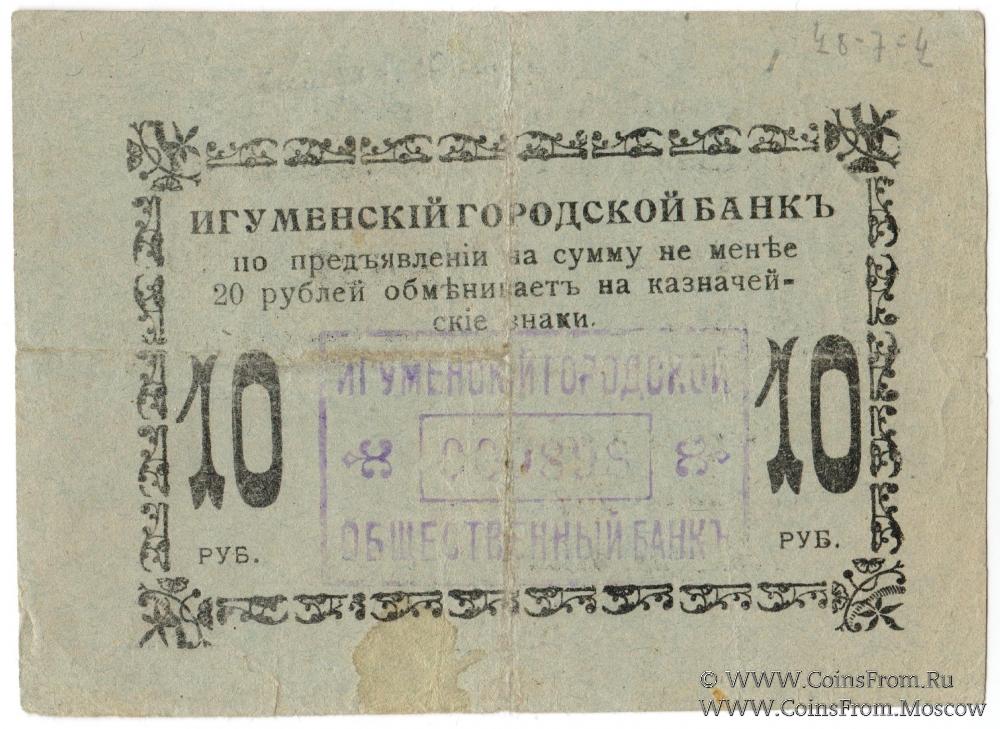 ИГУМЕНСКІЙ ГОРОДСКОЙ БАНКЪ
по предъявленіи на сумму не менѣе
20 рублей обмѣниваетъ на казначей-
скіе знаки.
10 10
ИГУМЕНСКІЙ ГОРОДСКОЙ
ОБЩЕСТВЕННЫЙ БАНКЪ
РУБ. РУБ.
© WWW.CoinsFrom.Ru
WWW.CoinsFrom.Moscow